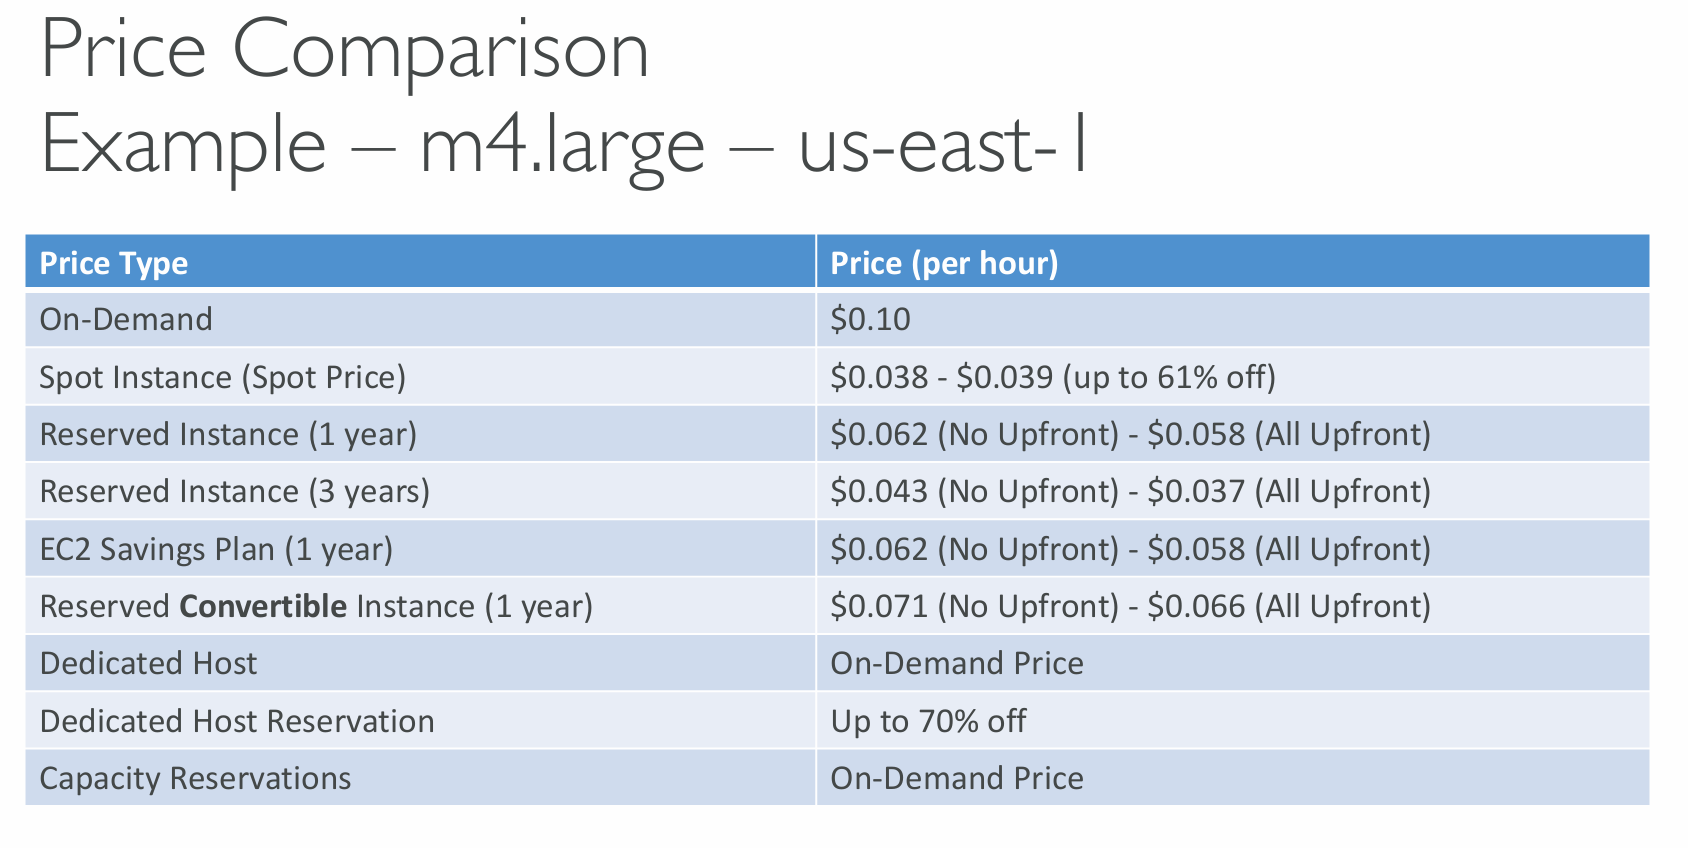 Price Comparison
Example – m4.large – us-east-1
Price Type Price (per hour)
On-Demand $0.10
Spot Instance (Spot Price) $0.038 - $0.039 (up to 61% off)
Reserved Instance (1 year) $0.062 (No Upfront) - $0.058 (All Upfront)
Reserved Instance (3 years) $0.043 (No Upfront) - $0.037 (All Upfront)
EC2 Savings Plan (1 year) $0.062 (No Upfront) - $0.058 (All Upfront)
Reserved Convertible Instance (1 year) $0.071 (No Upfront) - $0.066 (All Upfront)
Dedicated Host On-Demand Price
Dedicated Host Reservation Up to 70% off
Capacity Reservations On-Demand Price